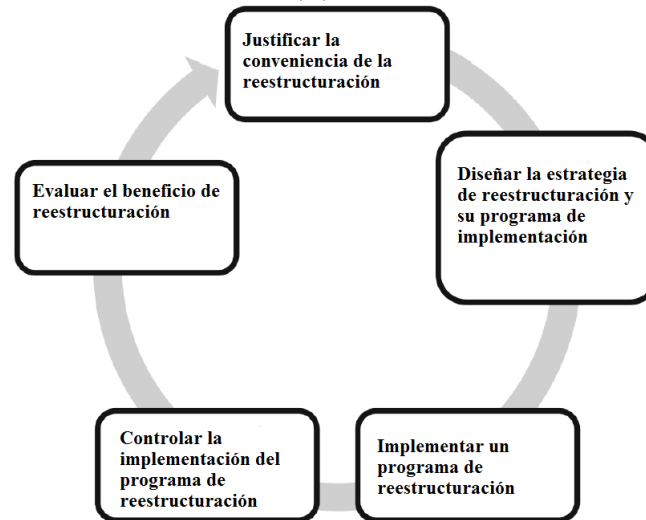 Justificar la
conveniencia de la
reestructuración
Diseñar la estrategia
de reestructuración y
su programa de
implementación
Implementar un
programa de
reestructuración
Controlar la
implementación del
programa de
reestructuración
Evaluar el beneficio de
reestructuración